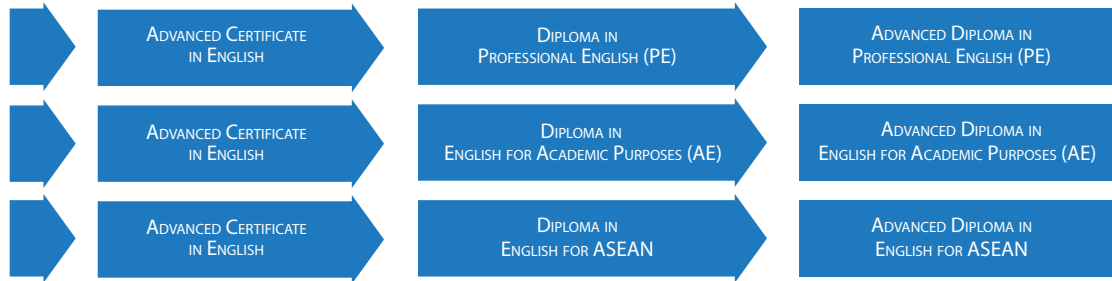 Advanced Certificate
in English
Diploma in
Professional English (PE)
Advanced Diploma in
Professional English (PE)
Advanced Certificate
in English
Diploma in
English for Academic Purposes (AE)
Advanced Diploma in
English for Academic Purposes (AE)
Advanced Certificate
in English
Diploma in
English for ASEAN
Advanced Diploma in
English for ASEAN